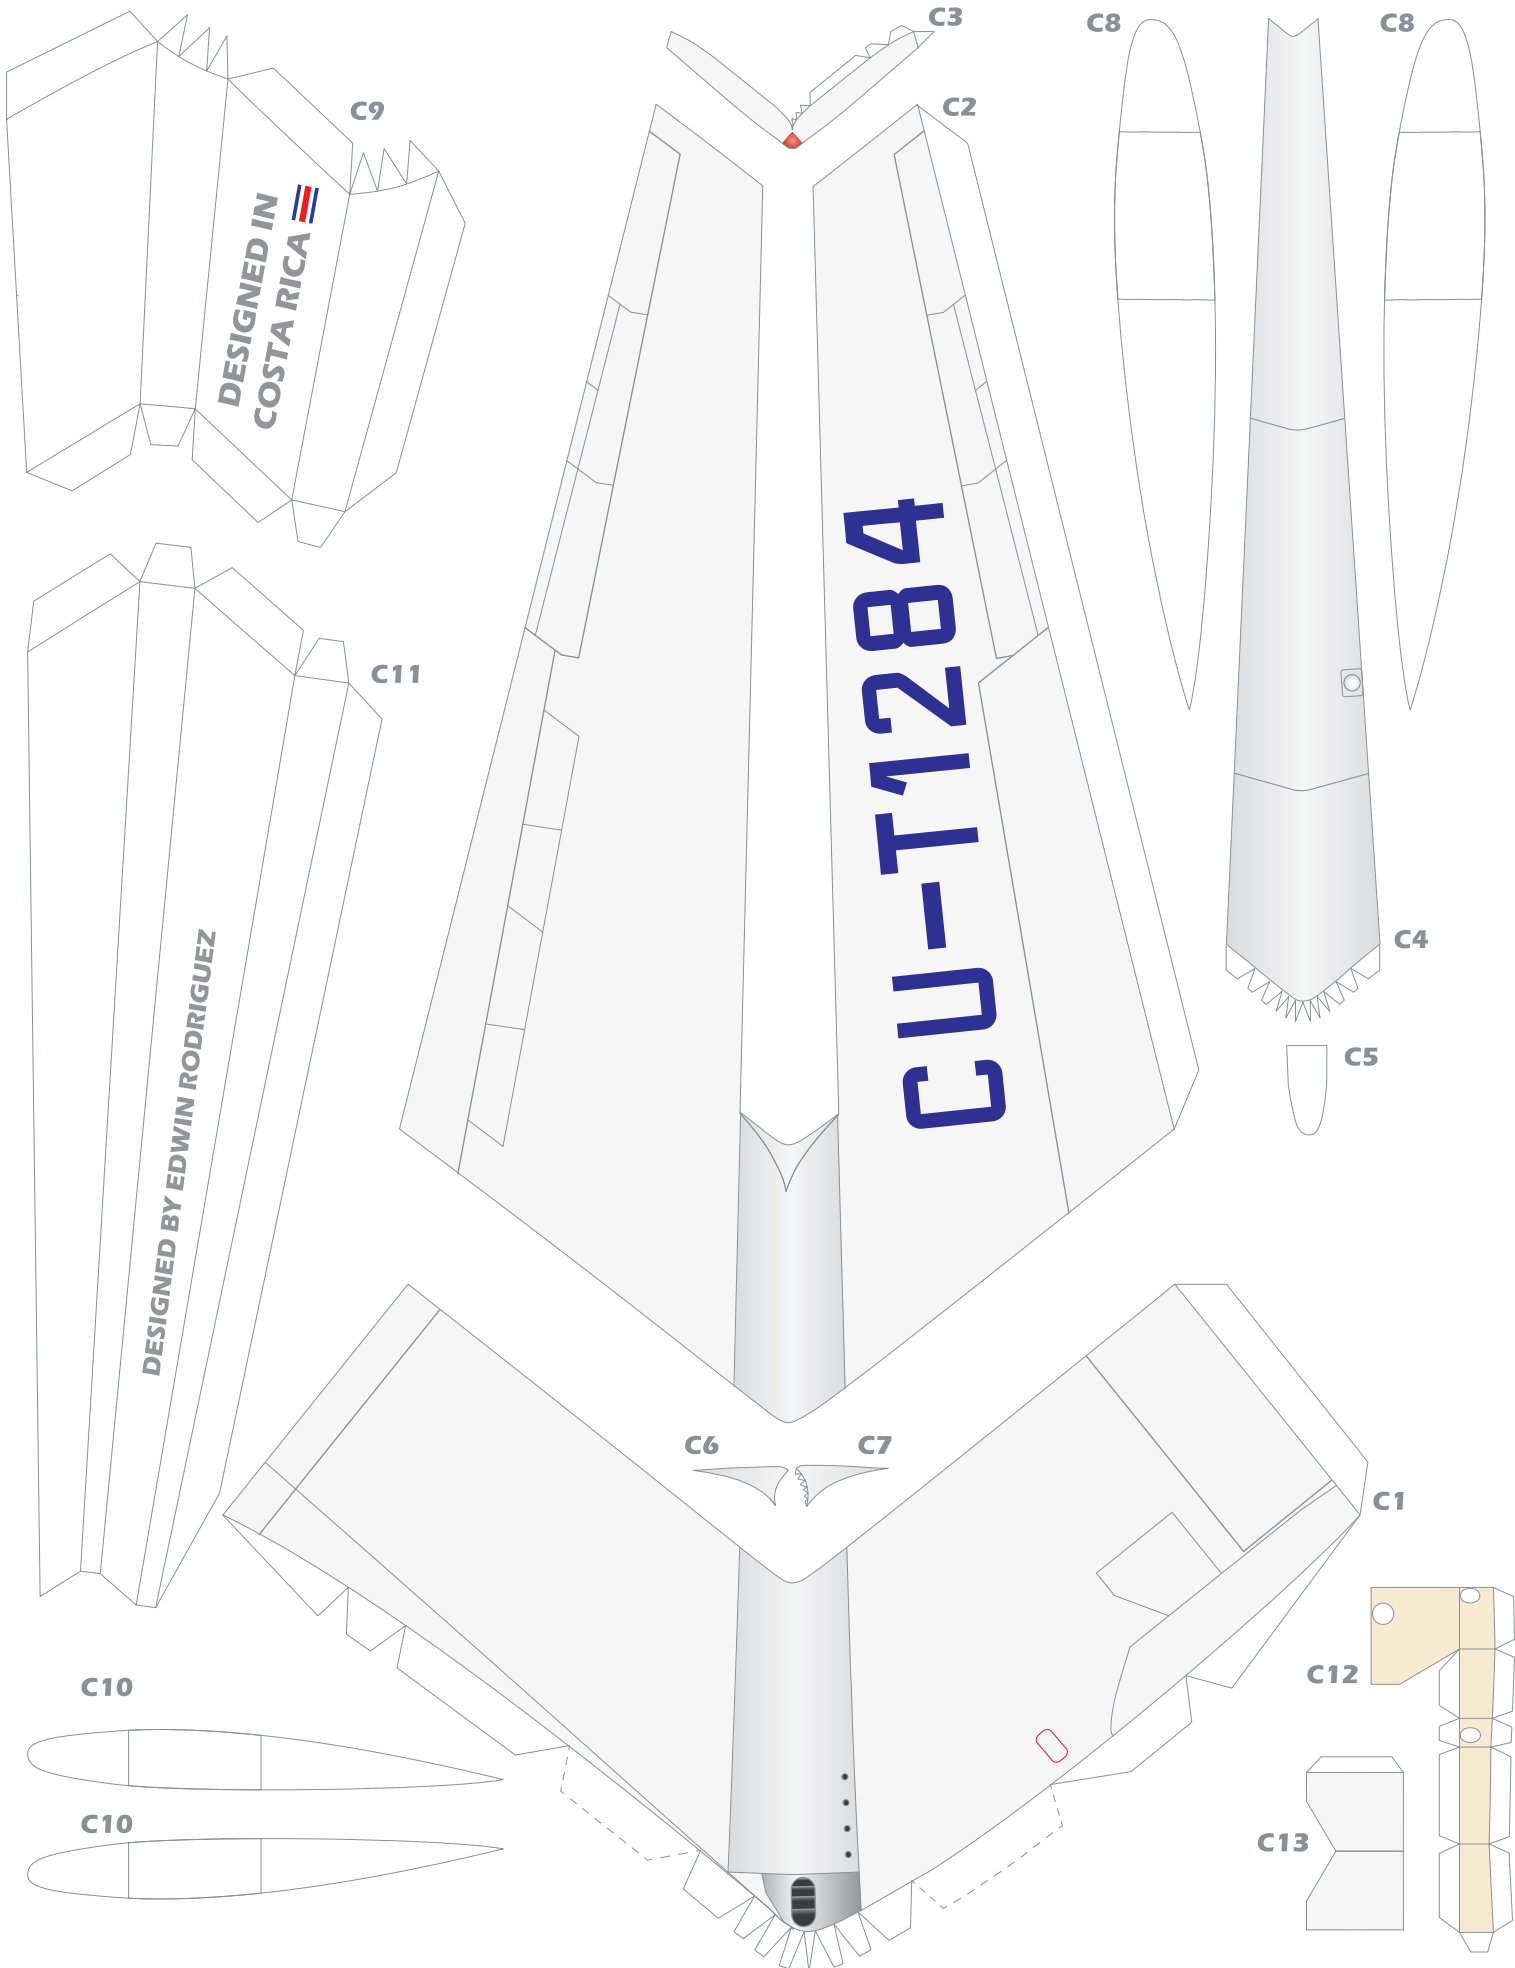 C3
C8
C8
C2
C9
DESIGNED IN
COSTA RICA
CU-T1284
C11
DESIGNED BY EDWIN RODRIGUEZ
C4
C5
C6
C7
C1
C12
C10
C10
C13